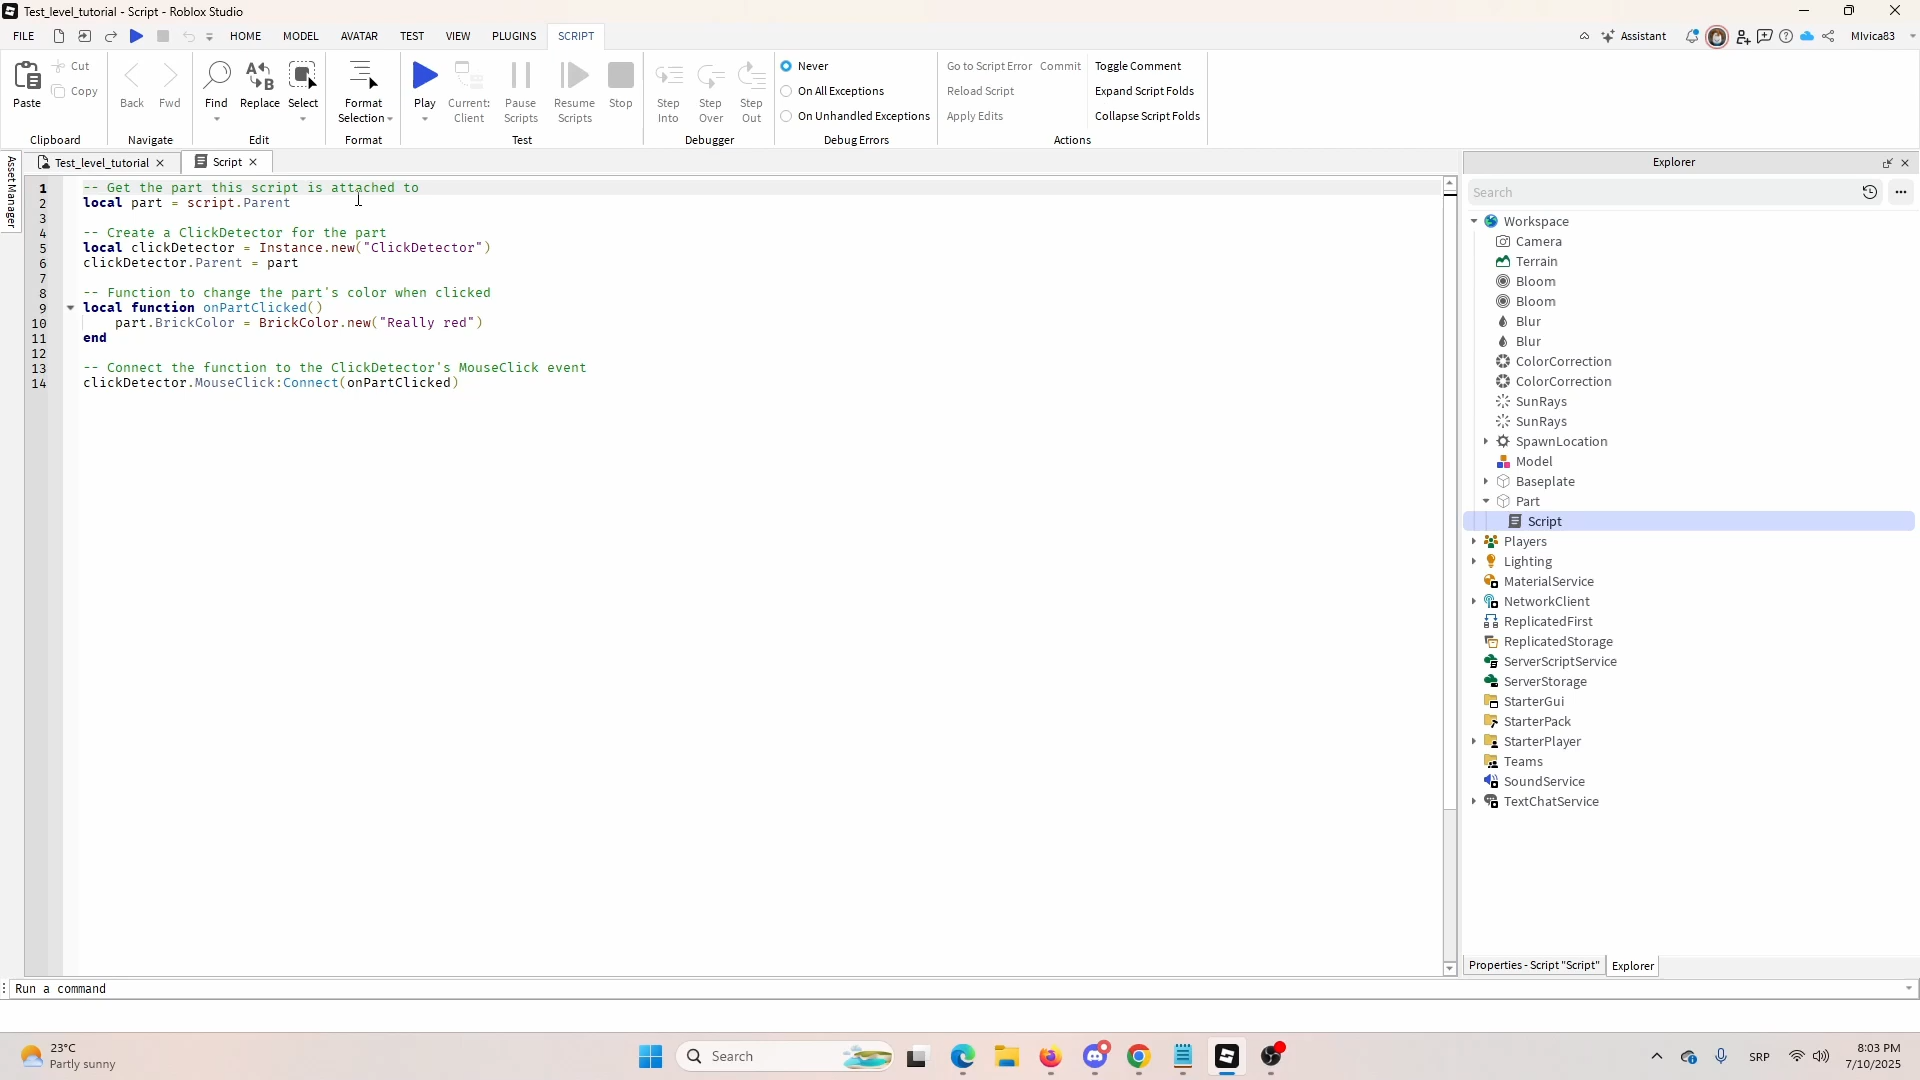 Test_level_tutorial - Script - Roblox Studio
FILE HOME MODEL AVATAR TEST VIEW PLUGINS SCRIPT Assistant MIvica83
Paste Cut Copy
Clipboard
Back Fwd
Navigate
Find Replace Select
Edit
Format Selection
Format
Play Current: Client Pause Scripts Resume Scripts Stop
Test
Step Into Step Over Step Out
Debugger
Never
On All Exceptions
On Unhandled Exceptions
Debug Errors
Go to Script Error Commit Toggle Comment
Reload Script Expand Script Folds
Apply Edits Collapse Script Folds
Actions
Asset Manager
Test_level_tutorial Script
1 -- Get the part this script is attached to
2 local part = script.Parent
3
4 -- Create a ClickDetector for the part
5 local clickDetector = Instance.new("ClickDetector")
6 clickDetector.Parent = part
7
8 -- Function to change the part's color when clicked
9 local function onPartClicked()
10 part.BrickColor = BrickColor.new("Really red")
11 end
12
13 -- Connect the function to the ClickDetector's MouseClick event
14 clickDetector.MouseClick:Connect(onPartClicked)
Explorer
Search
Workspace
Camera
Terrain
Bloom
Bloom
Blur
Blur
ColorCorrection
ColorCorrection
SunRays
SunRays
SpawnLocation
Model
Baseplate
Part
Script
Players
Lighting
MaterialService
NetworkClient
ReplicatedFirst
ReplicatedStorage
ServerScriptService
ServerStorage
StarterGui
StarterPack
StarterPlayer
Teams
SoundService
TextChatService
Properties - Script "Script" Explorer
Run a command
23°C
Partly sunny
Search
SRP
8:03 PM
7/10/2025